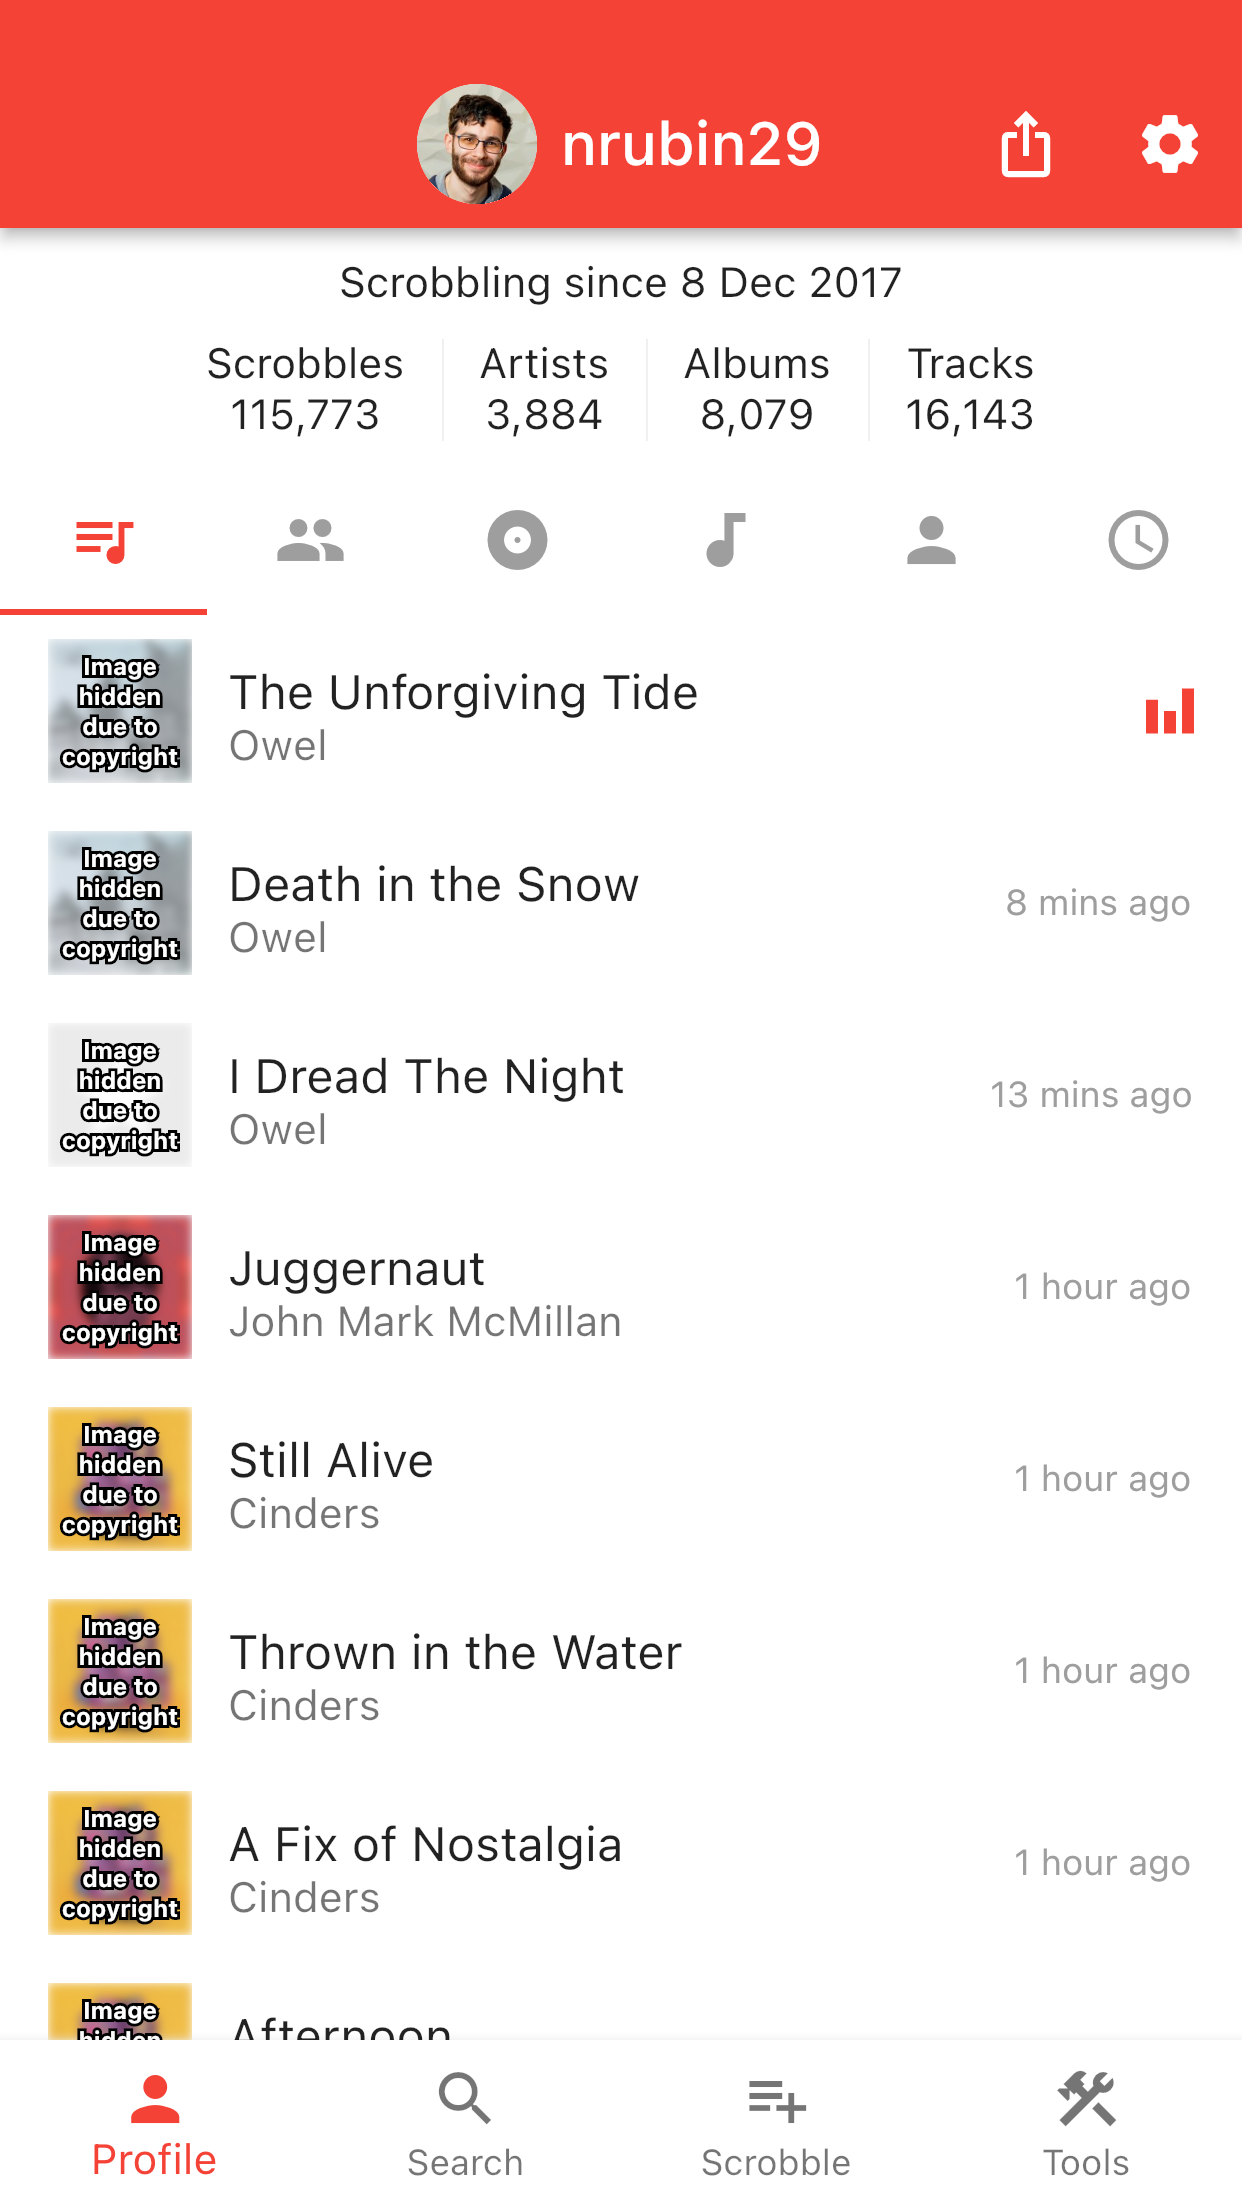 nrubin29
Scrobbling since 8 Dec 2017
Scrobbles Artists Albums Tracks
115,773 3,884 8,079 16,143
Image
hidden
due to
copyright
The Unforgiving Tide
Owel
Image
hidden
due to
copyright
Death in the Snow
Owel
8 mins ago
Image
hidden
due to
copyright
I Dread The Night
Owel
13 mins ago
Image
hidden
due to
copyright
Juggernaut
John Mark McMillan
1 hour ago
Image
hidden
due to
copyright
Still Alive
Cinders
1 hour ago
Image
hidden
due to
copyright
Thrown in the Water
Cinders
1 hour ago
Image
hidden
due to
copyright
A Fix of Nostalgia
Cinders
1 hour ago
Image
hidden
Afternoon
Profile Search Scrobble Tools